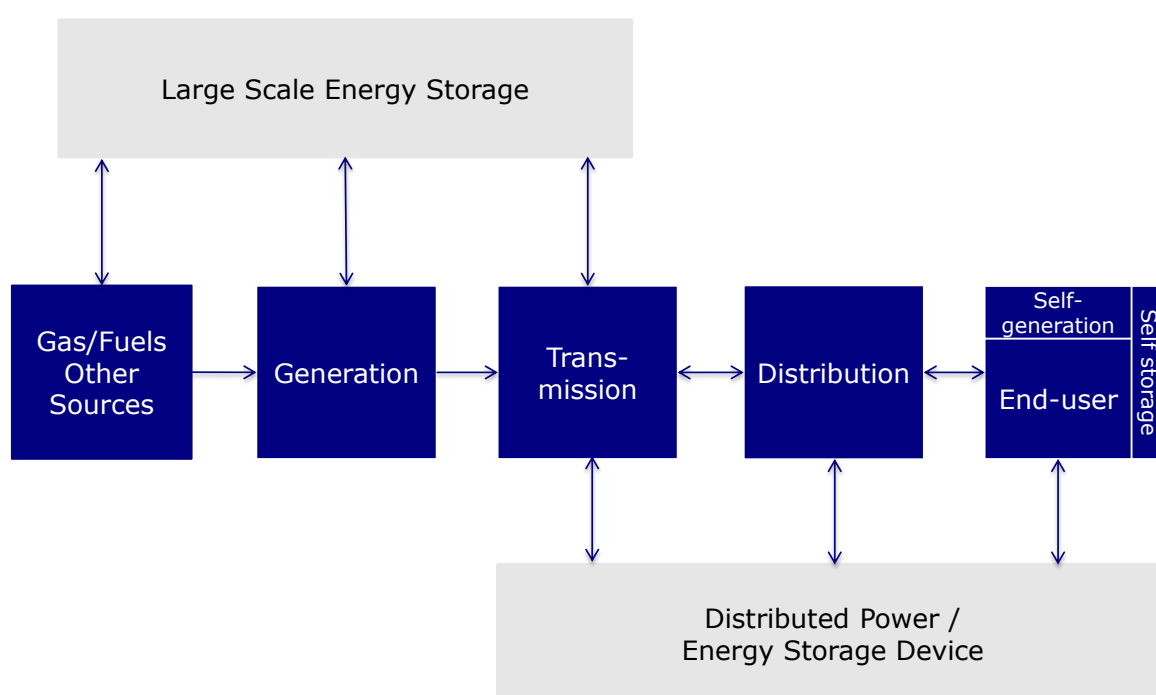 Large Scale Energy Storage
Gas/Fuels
Other
Sources
Generation
Trans-
mission
Distribution
Self-
generation
End-user
Self storage
Distributed Power /
Energy Storage Device